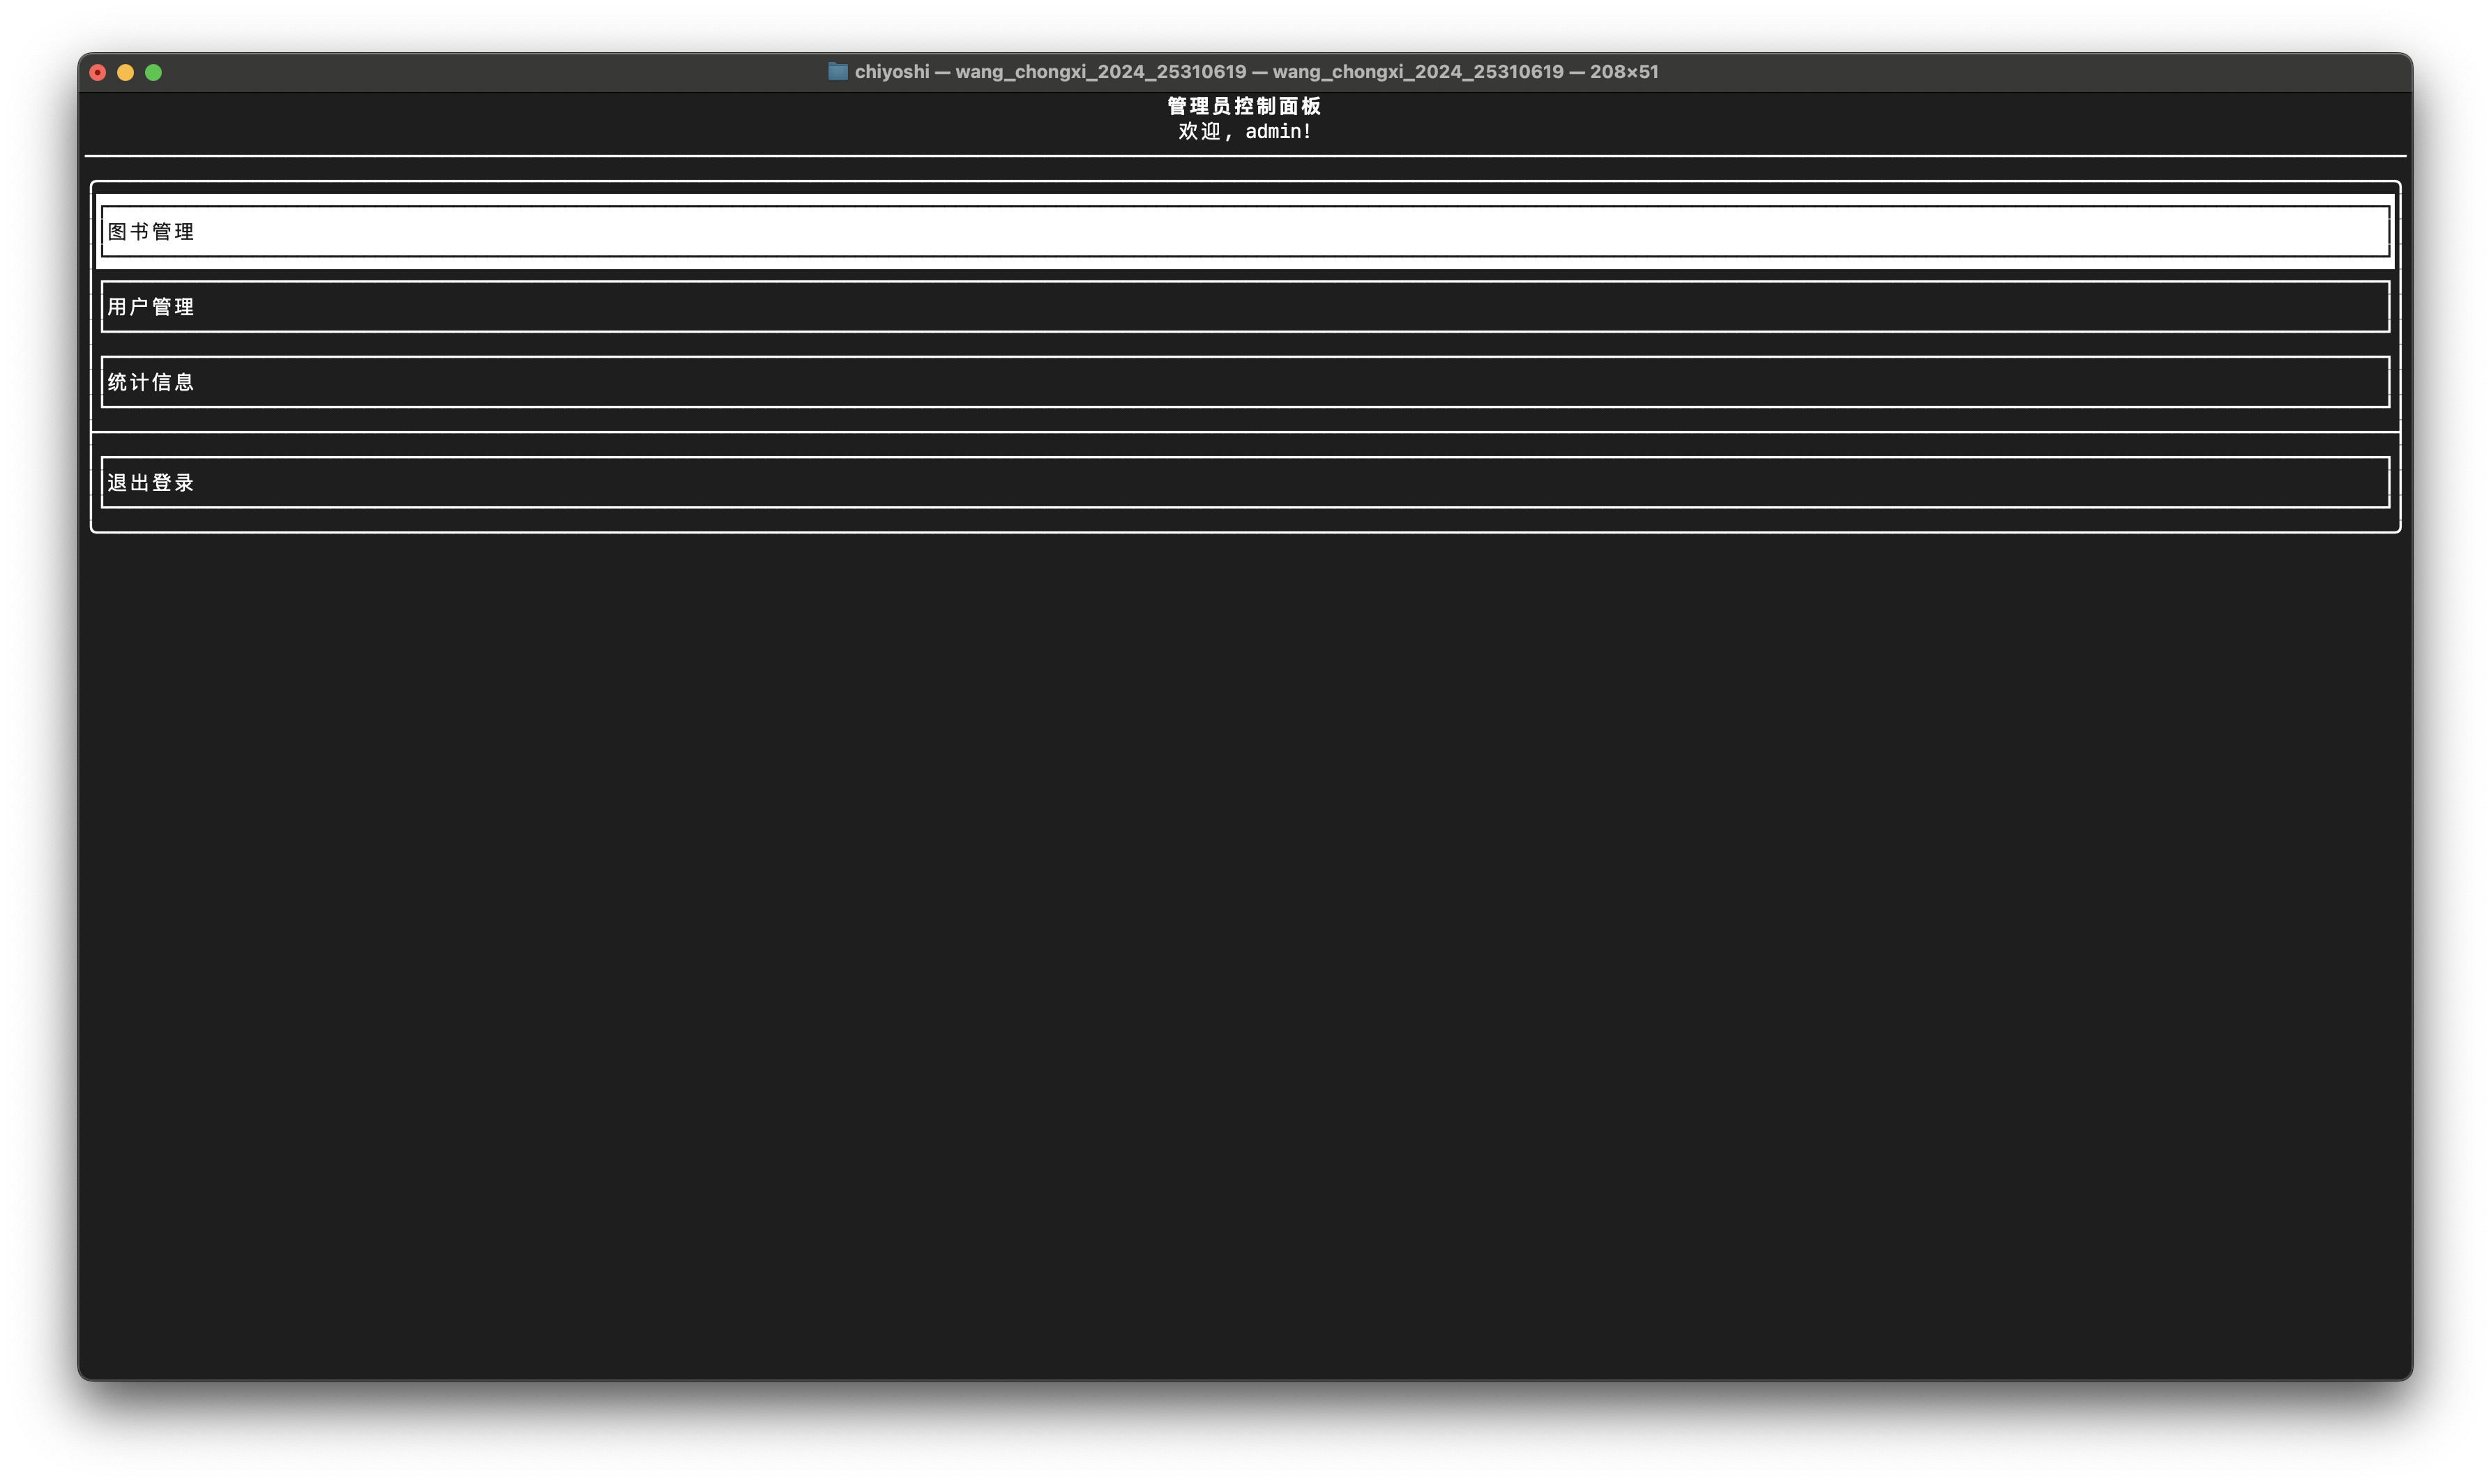 chiyoshi — wang_chongxi_2024_25310619 — wang_chongxi_2024_25310619 — 208×51
管理员控制面板
欢迎, admin!
图书管理
用户管理
统计信息
退出登录